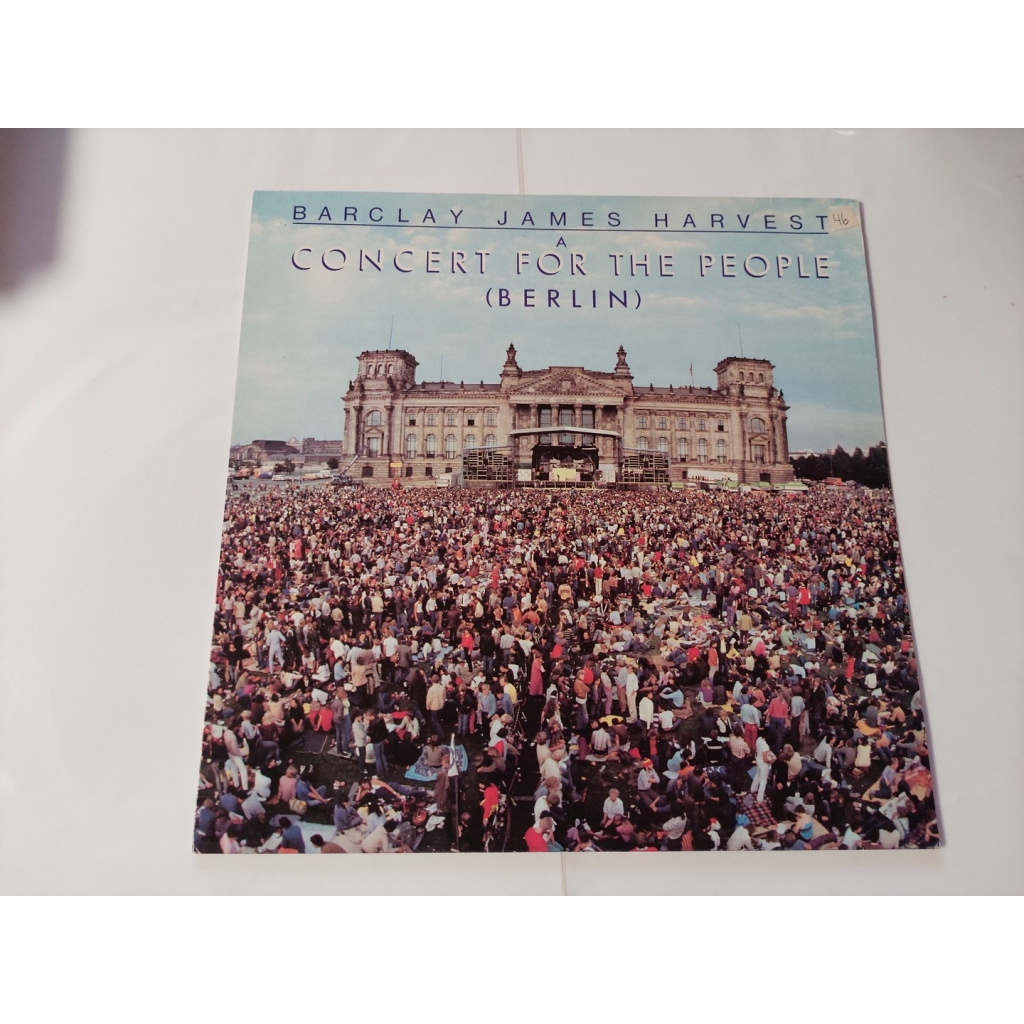 BARCLAY JAMES HARVEST
46
A
CONCERT FOR THE PEOPLE
(BERLIN)